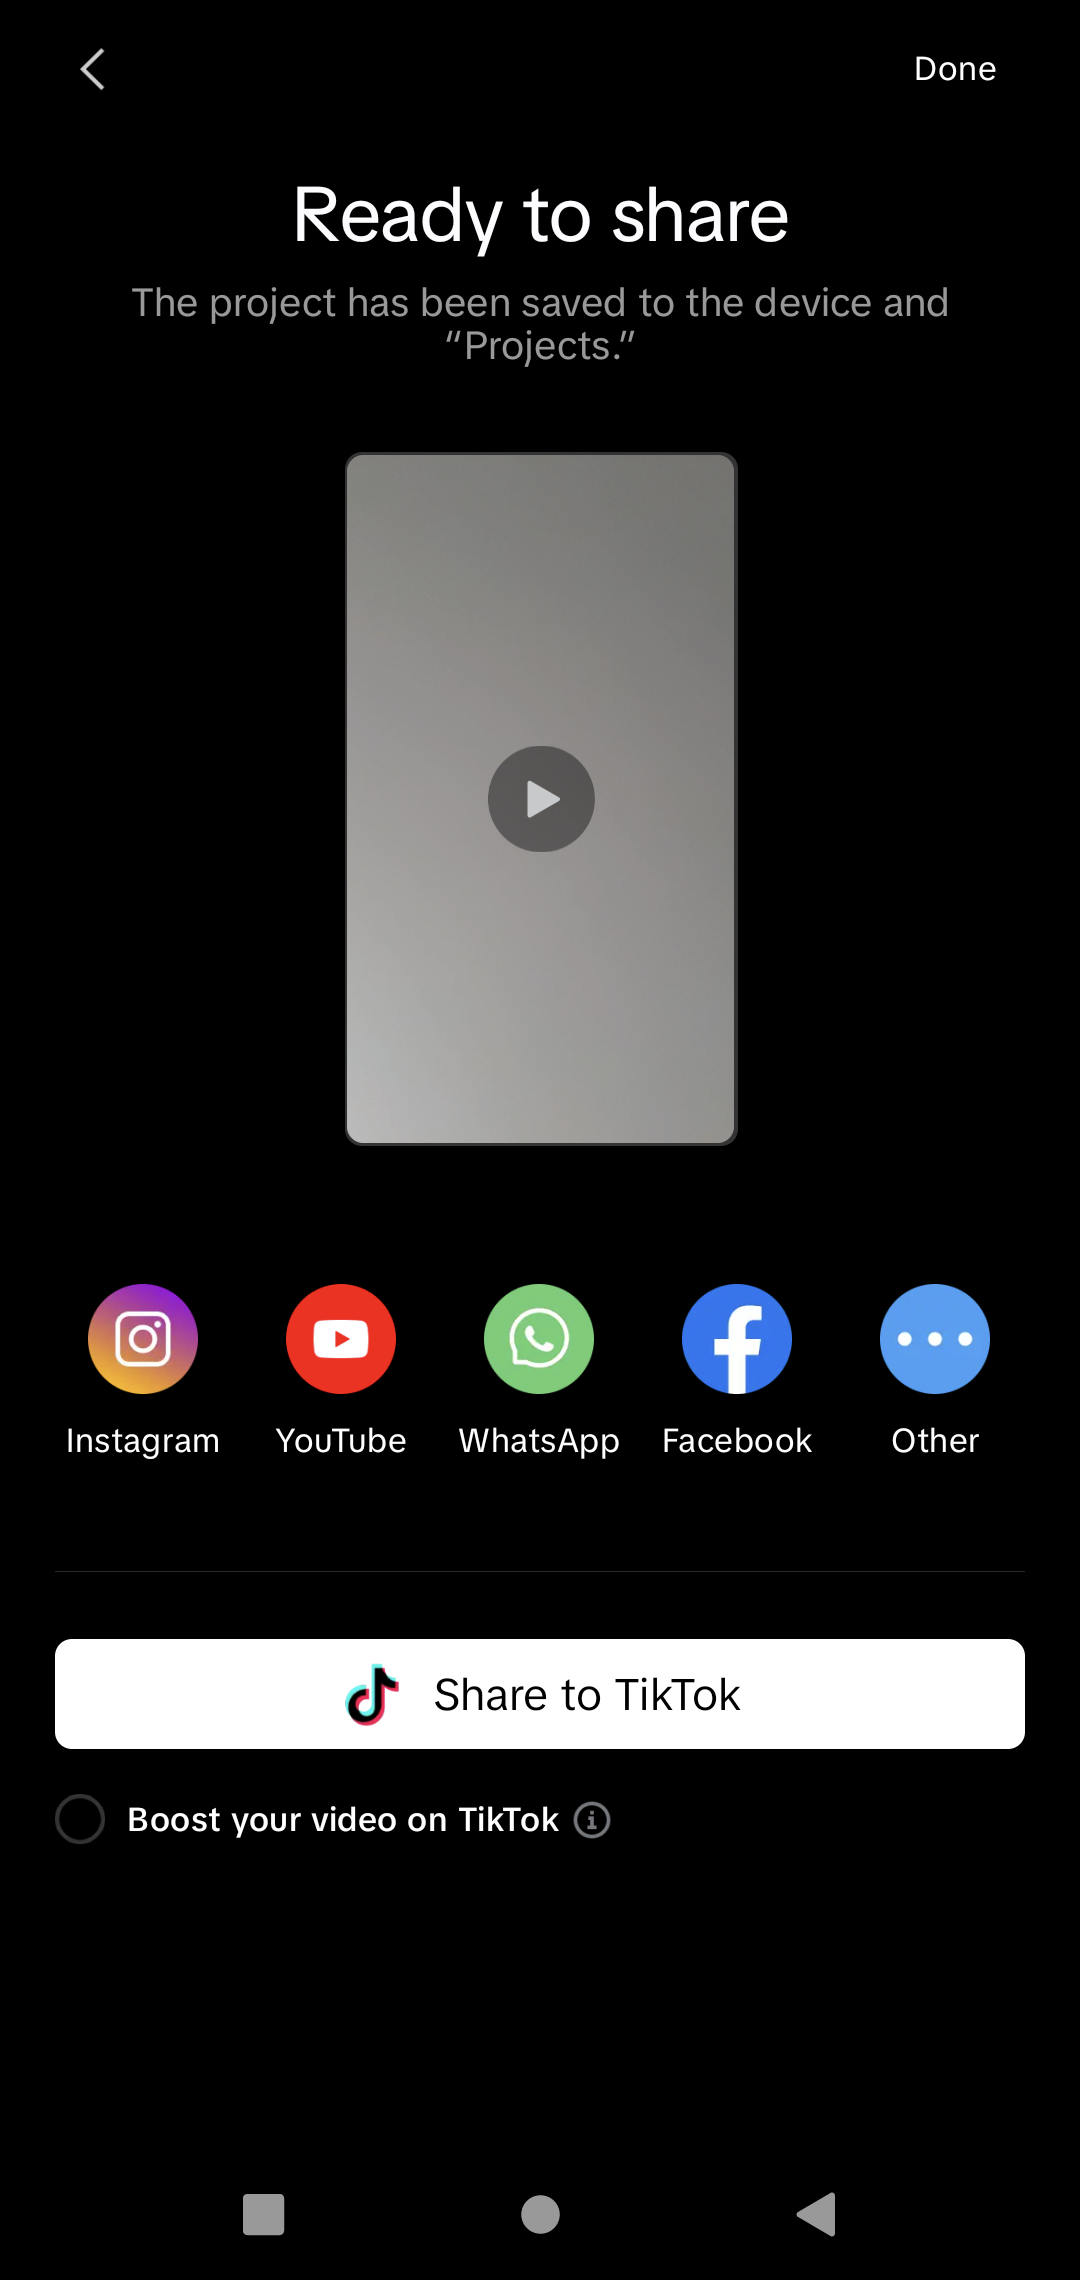 Done
Ready to share
The project has been saved to the device and
“Projects.”
Instagram
YouTube
WhatsApp
Facebook
Other
Share to TikTok
Boost your video on TikTok